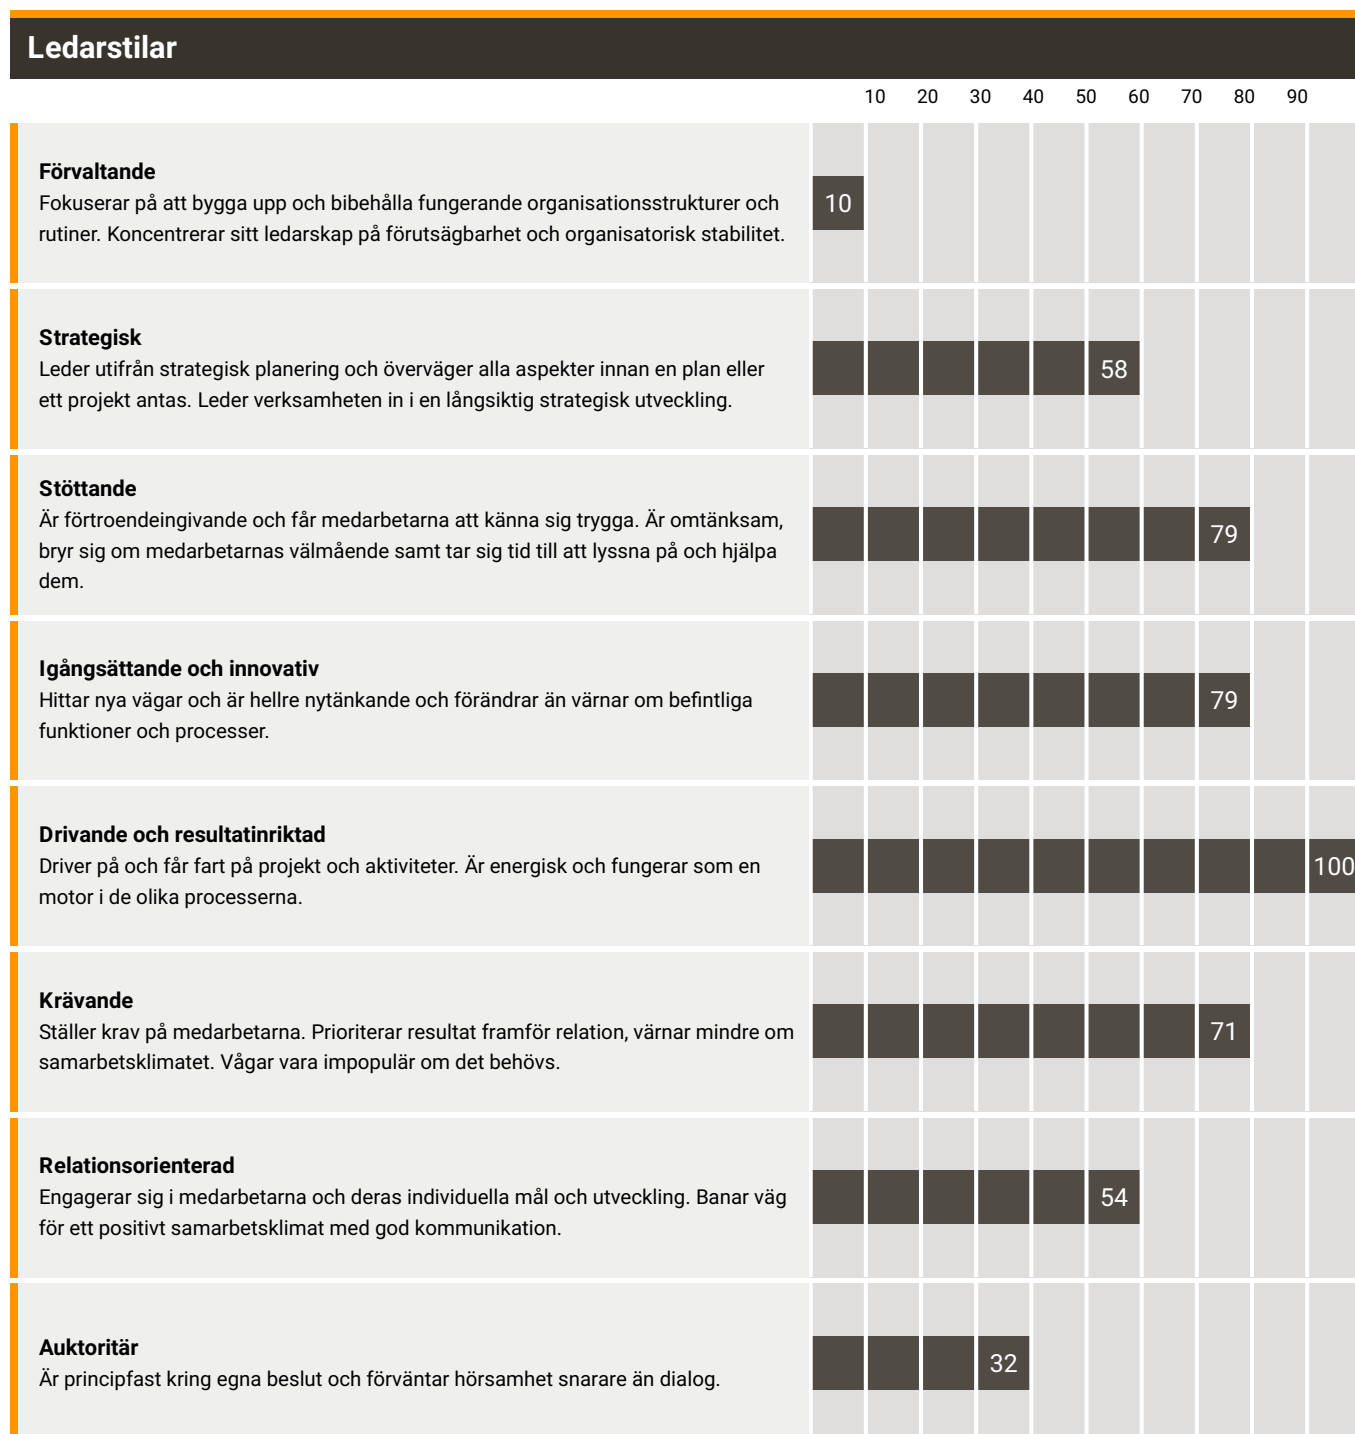 Ledarstilar
10 20 30 40 50 60 70 80 90
Förvaltande
Fokuserar på att bygga upp och bibehålla fungerande organisationsstrukturer och
rutiner. Koncentrerar sitt ledarskap på förutsägbarhet och organisatorisk stabilitet.
10
Strategisk
Leder utifrån strategisk planering och överväger alla aspekter innan en plan eller
ett projekt antas. Leder verksamheten in i en långsiktig strategisk utveckling.
58
Stöttande
Är förtroendeingivande och får medarbetarna att känna sig trygga. Är omtänksam,
bryr sig om medarbetarnas välmående samt tar sig tid till att lyssna på och hjälpa
dem.
79
Igångsättande och innovativ
Hittar nya vägar och är hellre nytänkande och förändrar än värnar om befintliga
funktioner och processer.
79
Drivande och resultatinriktad
Driver på och får fart på projekt och aktiviteter. Är energisk och fungerar som en
motor i de olika processerna.
100
Krävande
Ställer krav på medarbetarna. Prioriterar resultat framför relation, värnar mindre om
samarbetsklimatet. Vågar vara impopulär om det behövs.
71
Relationsorienterad
Engagerar sig i medarbetarna och deras individuella mål och utveckling. Banar väg
för ett positivt samarbetsklimat med god kommunikation.
54
Auktoritär
Är principfast kring egna beslut och förväntar hörsamhet snarare än dialog.
32